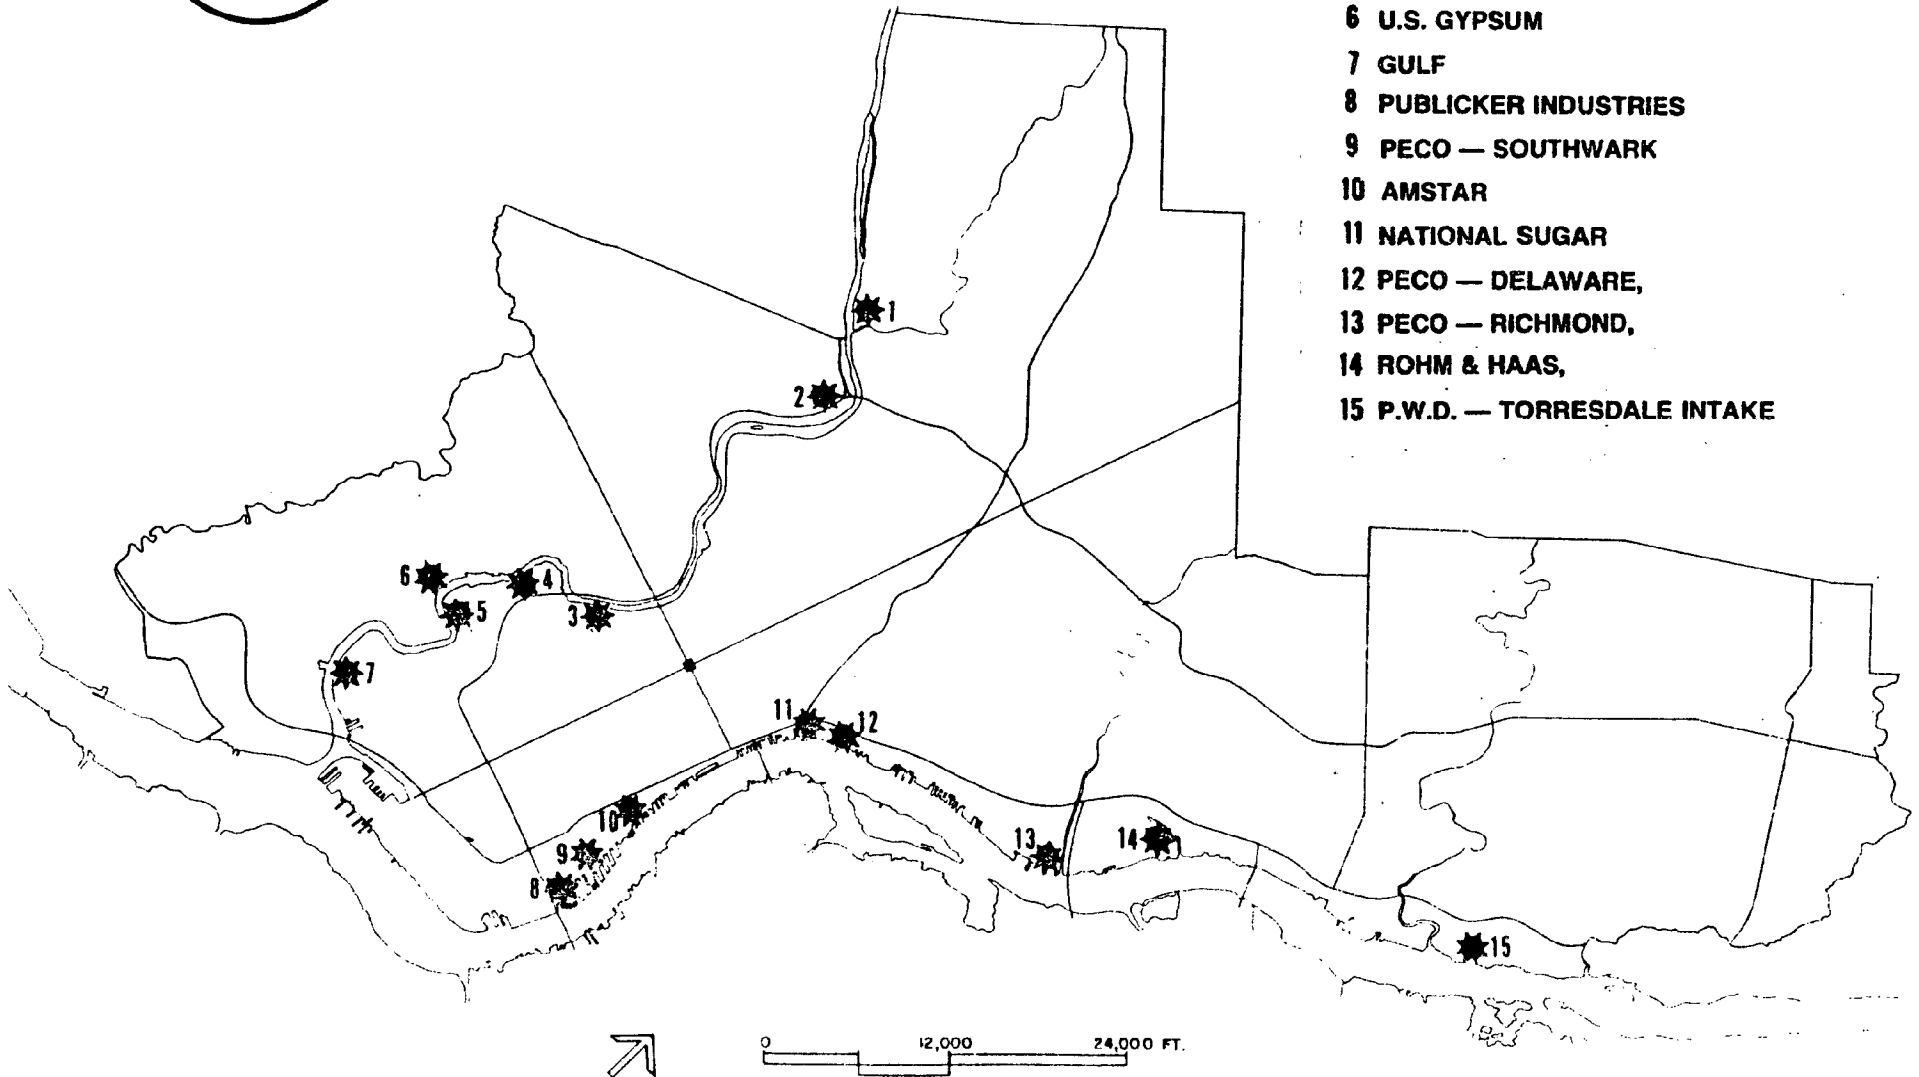 6 U.S. GYPSUM
7 GULF
8 PUBLICKER INDUSTRIES
9 PECO — SOUTHWARK
10 AMSTAR
11 NATIONAL SUGAR
12 PECO — DELAWARE,
13 PECO — RICHMOND,
14 ROHM & HAAS,
15 P.W.D. — TORRESDALE INTAKE
1
2
6
4
5
3
7
11
12
10
9
8
13
14
15
0 12,000 24,000 FT.